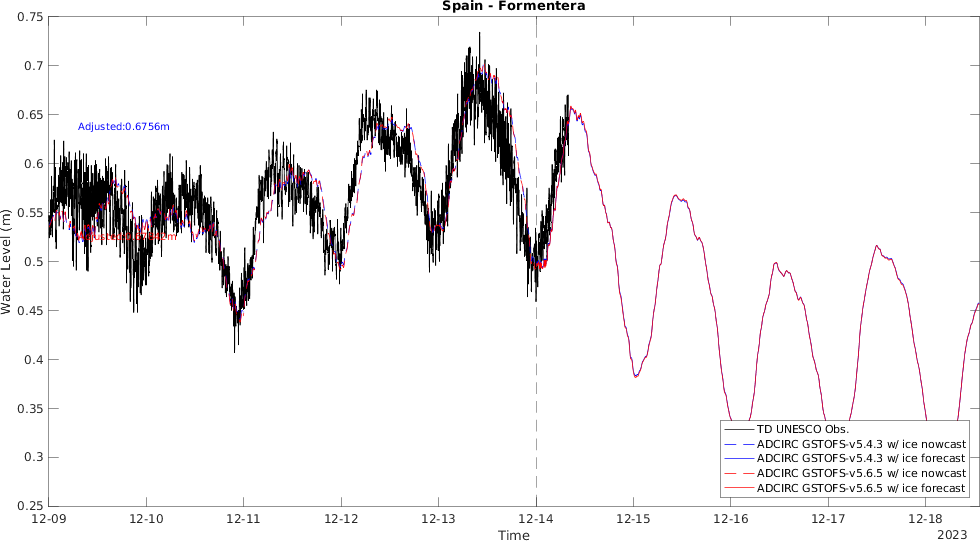 Spain - Formentera
0.75
0.7
0.65
0.6
0.55
0.5
0.45
0.4
0.35
0.3
0.25
Water Level (m)
Adjusted:0.6756m
12-09
12-10
12-11
12-12
12-13
12-14
12-15
12-16
12-17
12-18
Time
2023
TD UNESCO Obs.
ADCIRC GSTOFS-v5.4.3 w/ ice nowcast
ADCIRC GSTOFS-v5.4.3 w/ ice forecast
ADCIRC GSTOFS-v5.6.5 w/ ice nowcast
ADCIRC GSTOFS-v5.6.5 w/ ice forecast